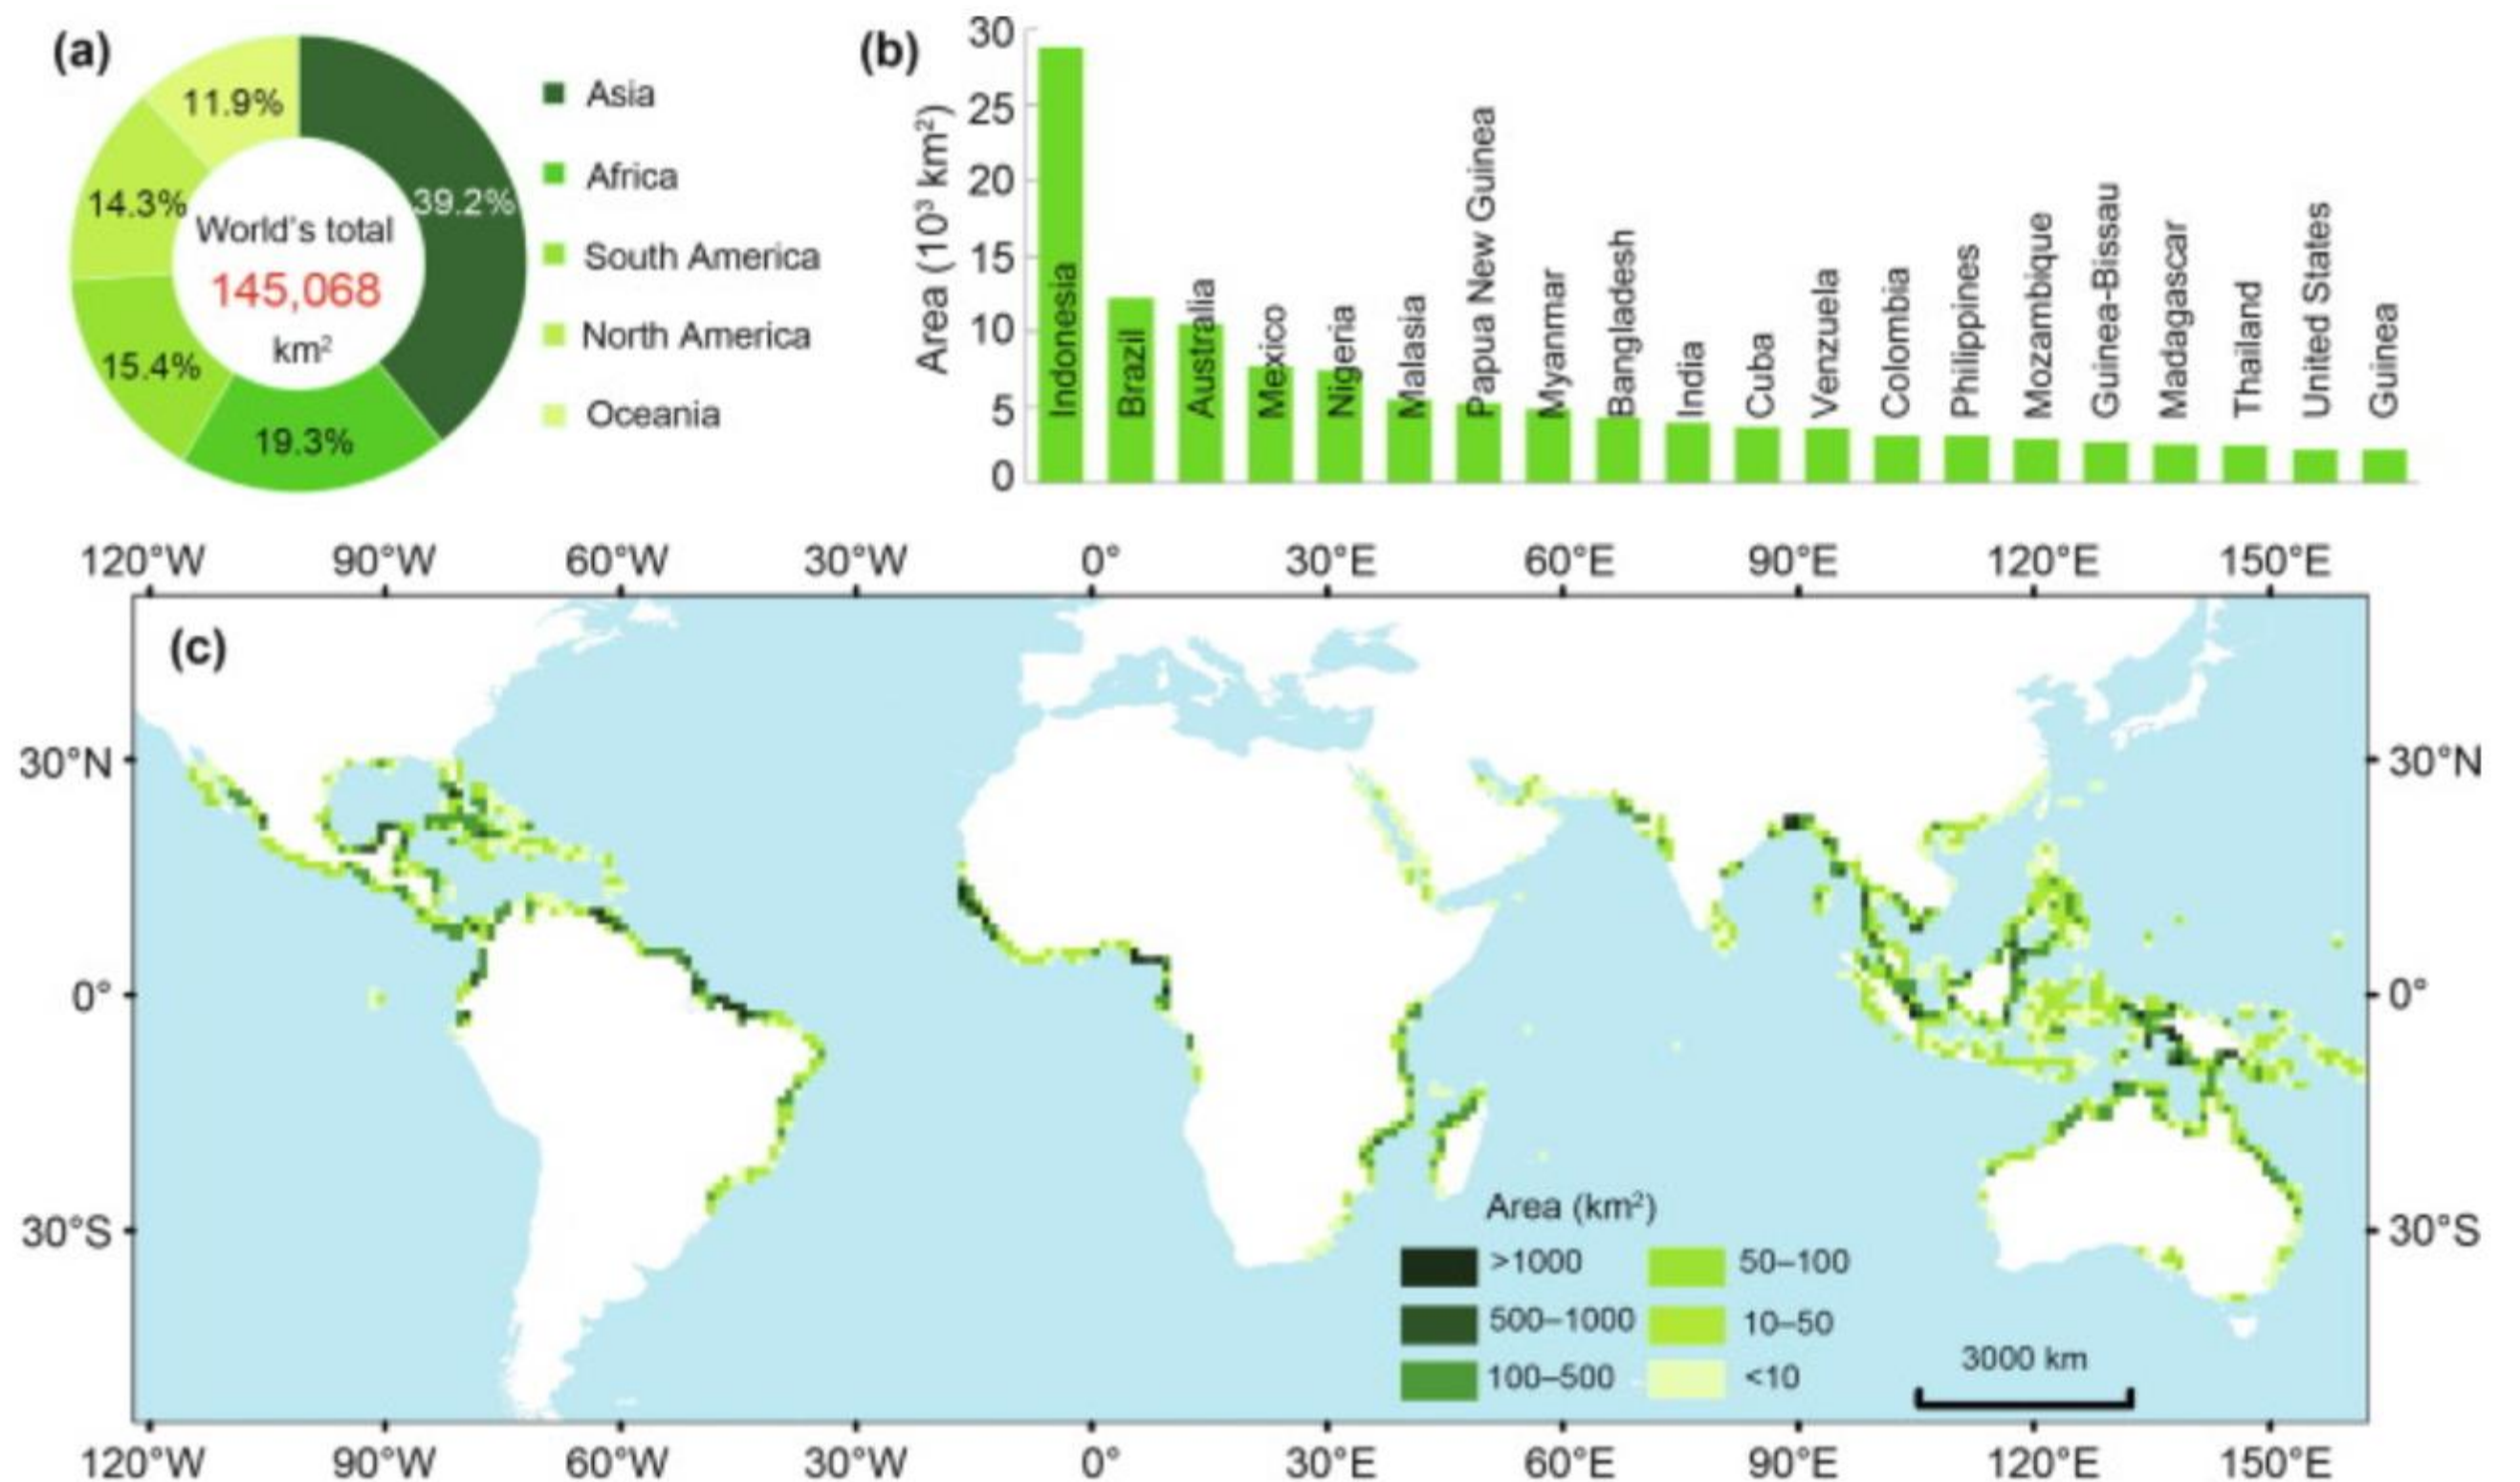 (a)
11.9%
39.2%
14.3%
15.4%
19.3%
World's total
145,068
km²
Asia
Africa
South America
North America
Oceania
(b)
Area (10³ km²)
30
25
20
15
10
5
0
Indonesia
Brazil
Australia
Mexico
Nigeria
Malasia
Papua New Guinea
Myanmar
Bangladesh
India
Cuba
Venzuela
Colombia
Philippines
Mozambique
Guinea-Bissau
Madagascar
Thailand
United States
Guinea
120°W 90°W 60°W 30°W 0° 30°E 60°E 90°E 120°E 150°E
(c)
30°N 30°N
0° 0°
30°S 30°S
Area (km²)
>1000 50–100
500–1000 10–50
100–500 <10
3000 km
120°W 90°W 60°W 30°W 0° 30°E 60°E 90°E 120°E 150°E